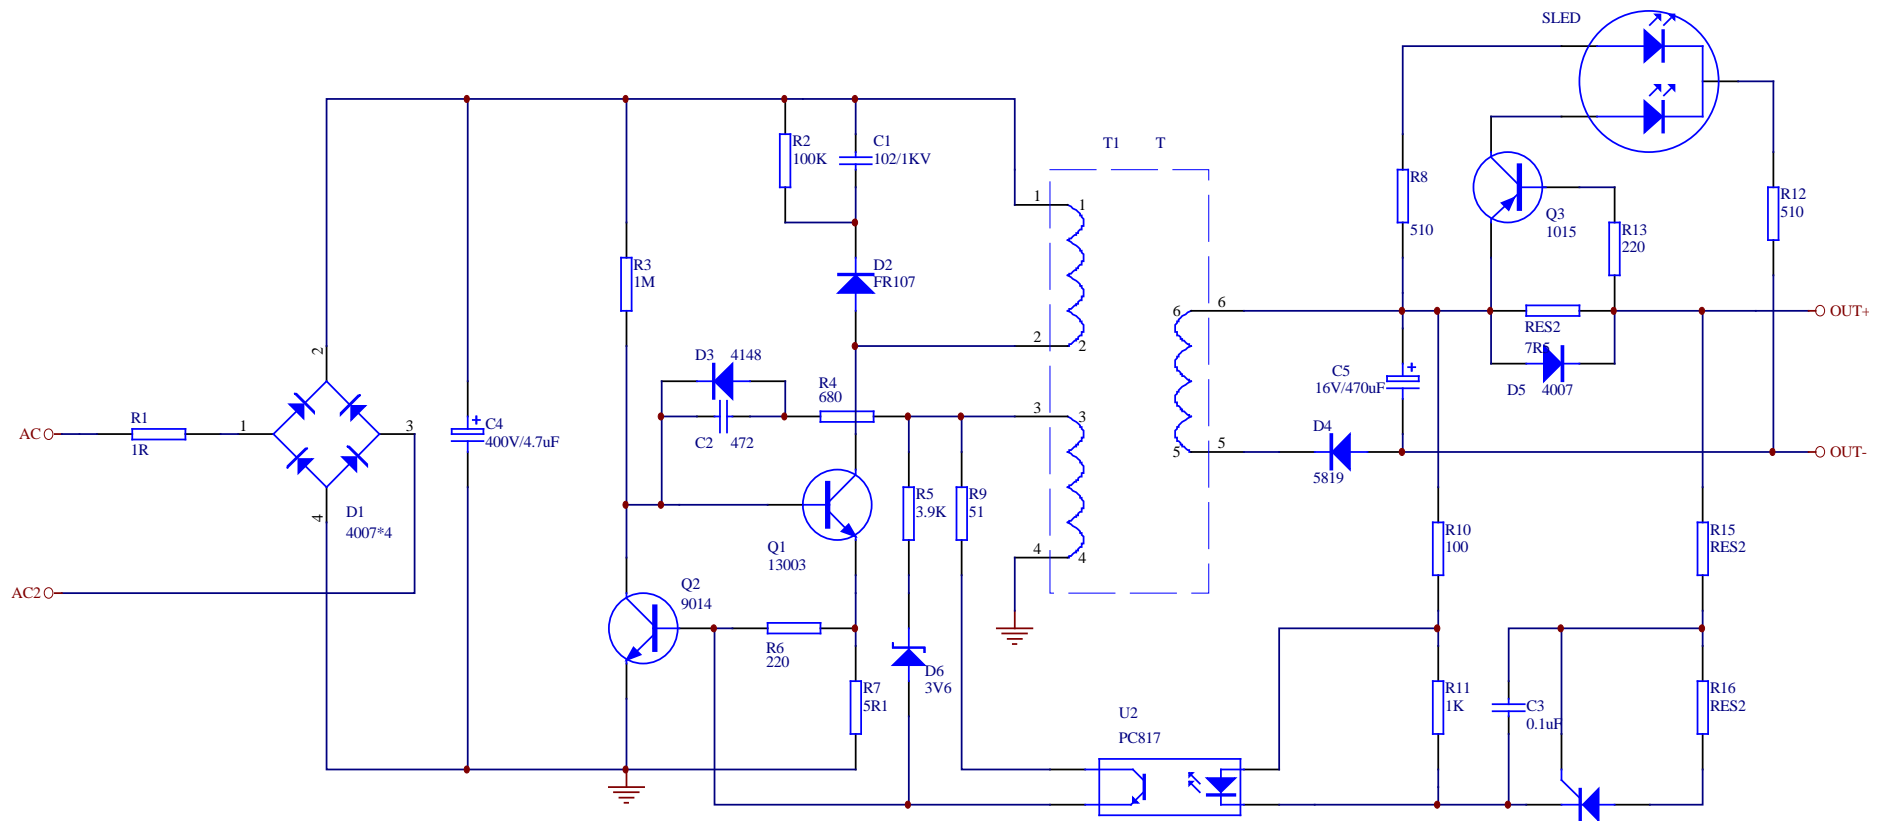 SLED
R2
100K
C1
102/1KV
T1 T
1
1
R8
510
Q3
1015
R13
220
R12
510
R3
1M
D2
FR107
2
2
6
6
OUT+
RES2
7R5
D5 4007
2
D3 4148
R4
680
C5
16V/470uF
C2 472
3
3
AC
R1
1R
1
3
C4
400V/4.7uF
D4
5819
5
5
OUT-
4
D1
4007*4
R5
3.9K
R9
51
Q1
13003
4
4
R10
100
R15
RES2
AC2
Q2
9014
R6
220
R7
5R1
D6
3V6
R11
1K
C3
0.1uF
R16
RES2
U2
PC817